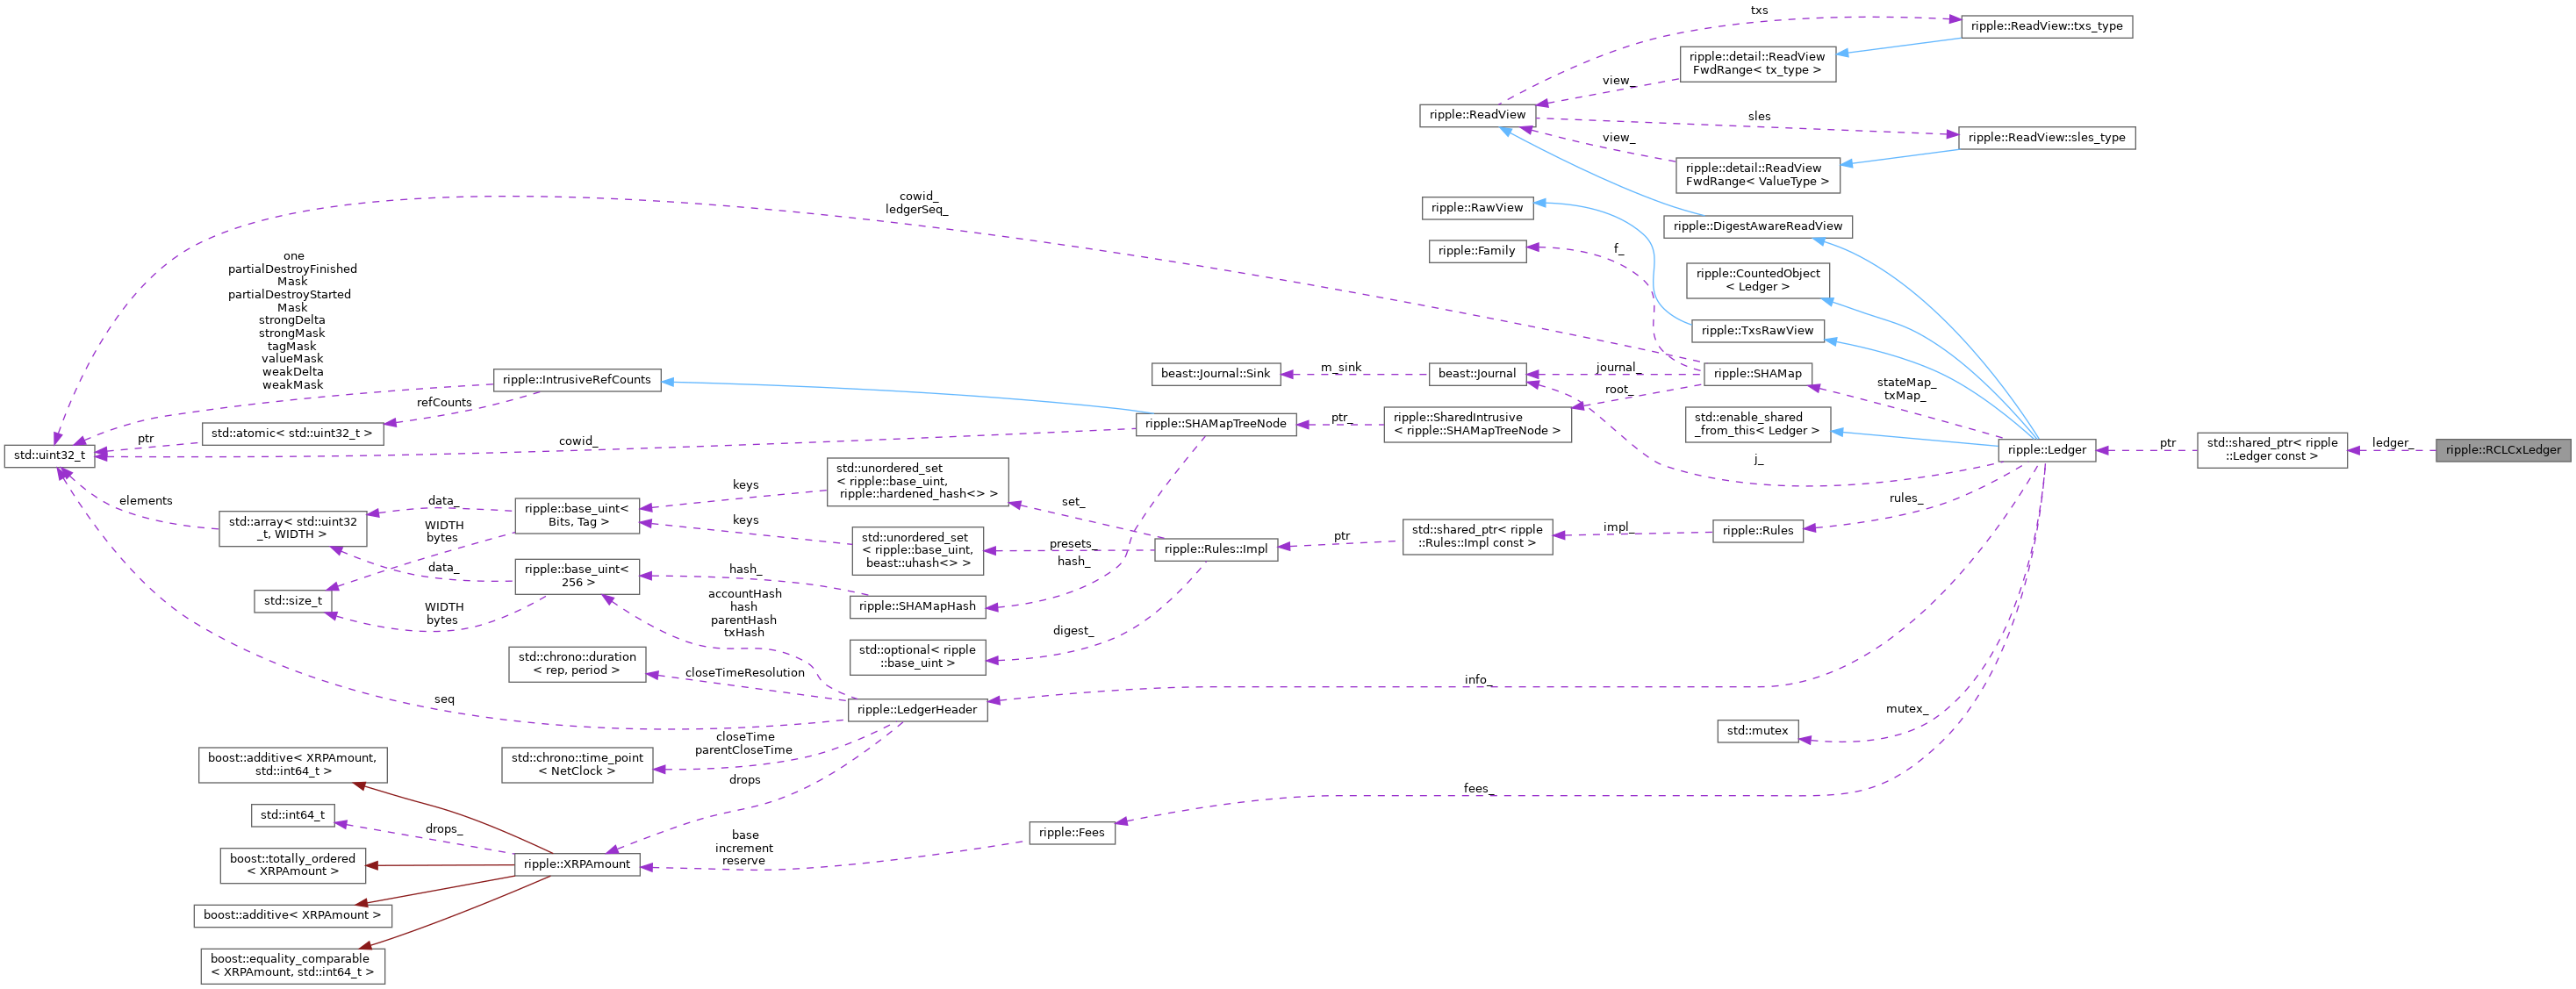 txs
ripple::ReadView::txs_type
ripple::detail::ReadView
FwdRange< tx_type >
view_
ripple::ReadView
sles
ripple::ReadView::sles_type
view_
ripple::detail::ReadView
FwdRange< ValueType >
cowid_
ledgerSeq_
ripple::RawView
ripple::DigestAwareReadView
ripple::Family
f_
one
partialDestroyFinished
Mask
partialDestroyStarted
Mask
strongDelta
strongMask
tagMask
valueMask
weakDelta
weakMask
ripple::CountedObject
< Ledger >
ripple::TxsRawView
ripple::IntrusiveRefCounts
beast::Journal::Sink
m_sink
beast::Journal
journal_
ripple::SHAMap
stateMap_
txMap_
root_
refCounts
std::atomic< std::uint32_t >
ptr
std::uint32_t
cowid_
ripple::SHAMapTreeNode
ptr_
ripple::SharedIntrusive
< ripple::SHAMapTreeNode >
std::enable_shared
_from_this< Ledger >
j_
ripple::Ledger
ptr
std::shared_ptr< ripple
::Ledger const >
ledger_
ripple::RCLCxLedger
elements
std::array< std::uint32
_t, WIDTH >
data_
WIDTH
bytes
ripple::base_uint<
Bits, Tag >
keys
std::unordered_set
< ripple::base_uint,
ripple::hardened_hash<> >
set_
keys
std::unordered_set
< ripple::base_uint,
beast::uhash<> >
presets_
hash_
ripple::Rules::Impl
ptr
std::shared_ptr< ripple
::Rules::Impl const >
impl_
ripple::Rules
rules_
data_
ripple::base_uint<
256 >
hash_
std::size_t
WIDTH
bytes
accountHash
hash
parentHash
txHash
ripple::SHAMapHash
digest_
std::optional< ripple
::base_uint >
std::chrono::duration
< rep, period >
closeTimeResolution
info_
seq
ripple::LedgerHeader
mutex_
std::mutex
closeTime
parentCloseTime
std::chrono::time_point
< NetClock >
drops
boost::additive< XRPAmount,
std::int64_t >
fees_
std::int64_t
drops_
base
increment
reserve
ripple::Fees
boost::totally_ordered
< XRPAmount >
ripple::XRPAmount
boost::additive< XRPAmount >
boost::equality_comparable
< XRPAmount, std::int64_t >